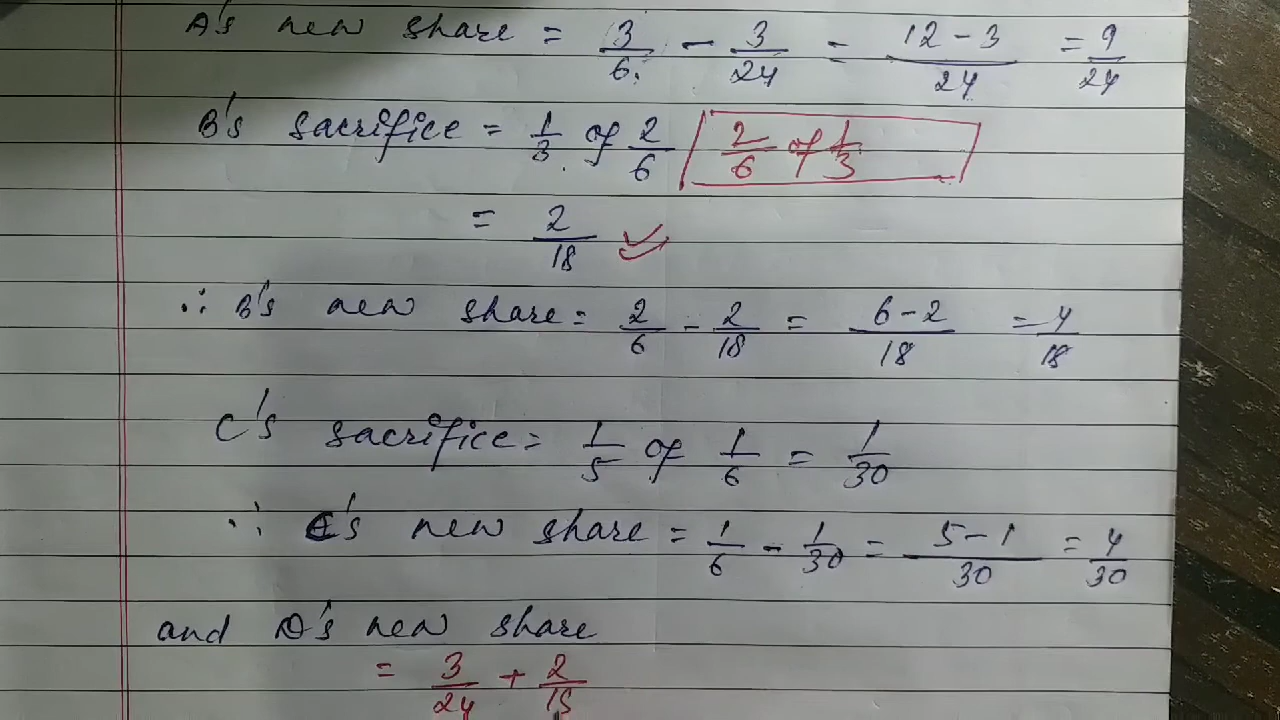 A's new share = 3/6 - 3/24 = 12-3/24 = 9/24
B's sacrifice = 1/3 of 2/6 2/6 of 1/3
= 2/18
∴ B's new share = 2/6 - 2/18 = 6-2/18 = 4/18
C's sacrifice = 1/5 of 1/6 = 1/30
∴ C's new share = 1/6 - 1/30 = 5-1/30 = 4/30
and D's new share
= 3/24 + 2/18